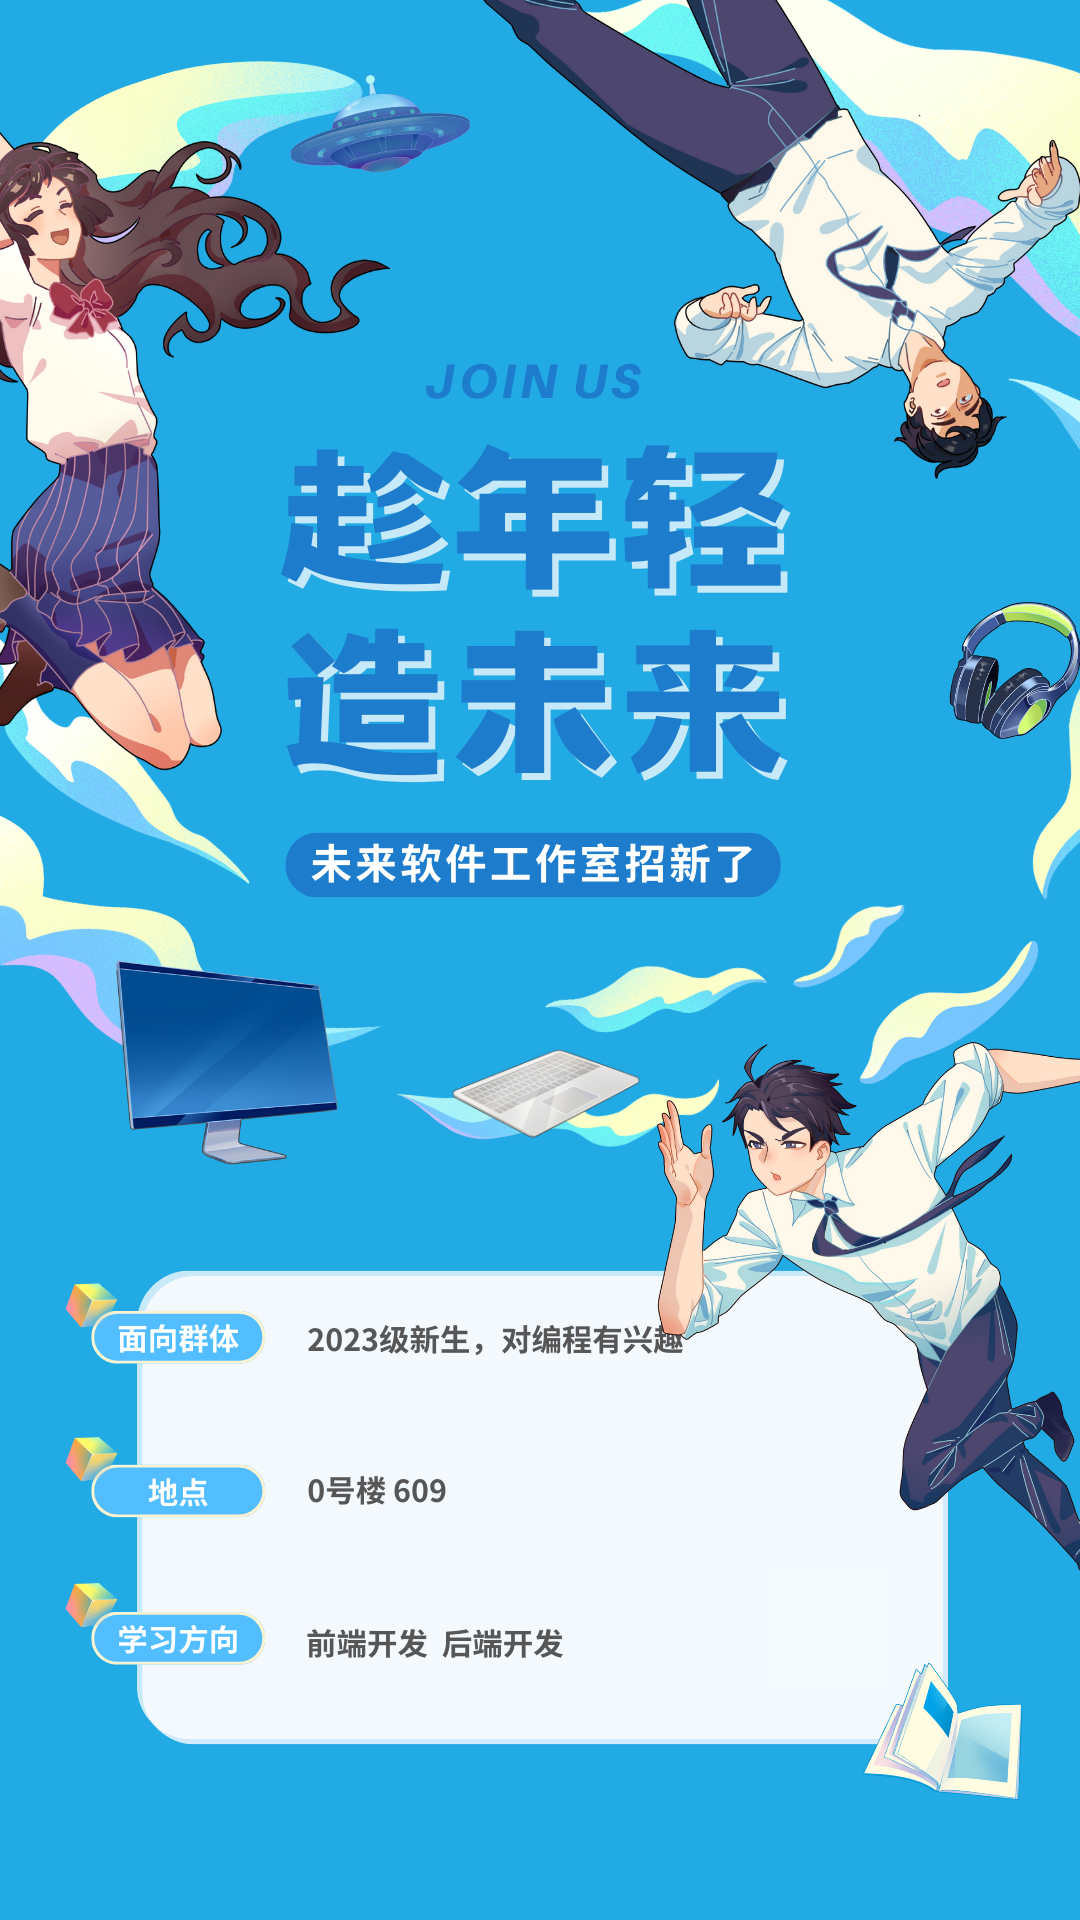 JOIN US
趁年轻
造未来
未来软件工作室招新了
面向群体
2023级新生，对编程有兴趣
地点
0号楼 609
学习方向
前端开发 后端开发